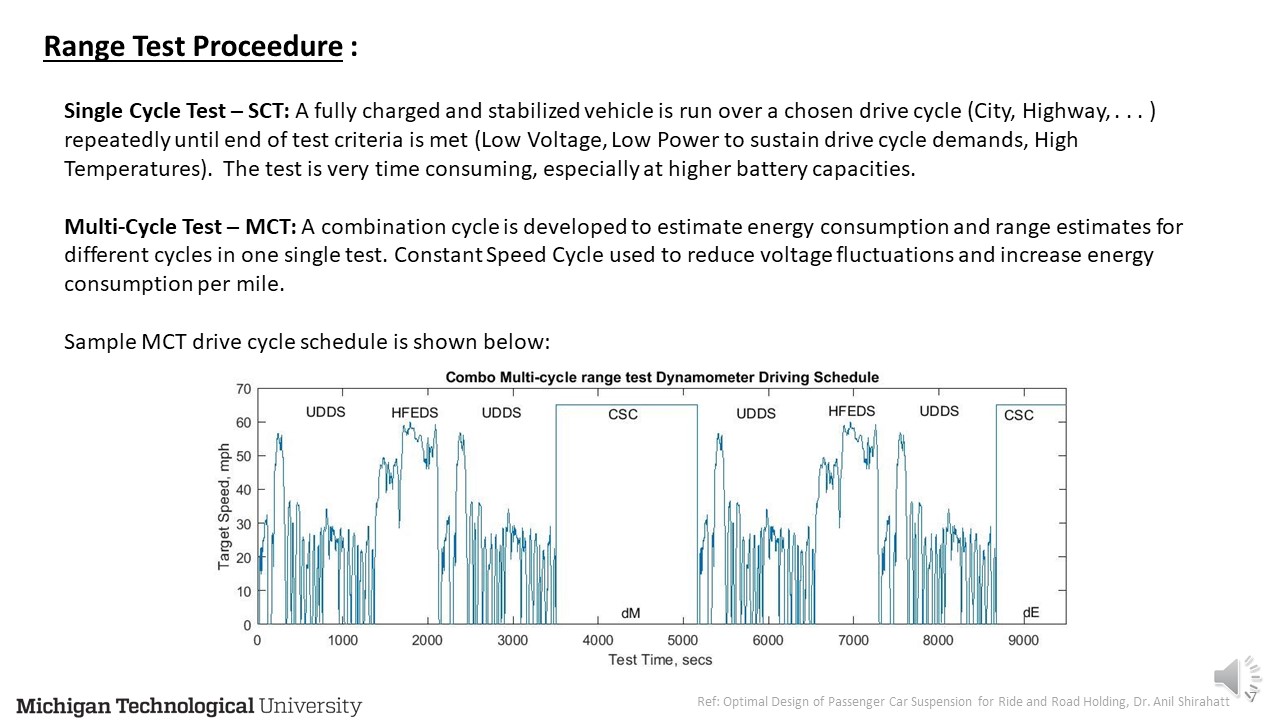 Range Test Proceedure :
Single Cycle Test – SCT: A fully charged and stabilized vehicle is run over a chosen drive cycle (City, Highway, . . . )
repeatedly until end of test criteria is met (Low Voltage, Low Power to sustain drive cycle demands, High
Temperatures).  The test is very time consuming, especially at higher battery capacities.
Multi-Cycle Test – MCT: A combination cycle is developed to estimate energy consumption and range estimates for
different cycles in one single test. Constant Speed Cycle used to reduce voltage fluctuations and increase energy
consumption per mile.
Sample MCT drive cycle schedule is shown below:
Combo Multi-cycle range test Dynamometer Driving Schedule
70
60
50
40
30
20
10
0
Target Speed, mph
UDDS HFEDS UDDS CSC UDDS HFEDS UDDS CSC
dM dE
0 1000 2000 3000 4000 5000 6000 7000 8000 9000
Test Time, secs
Michigan Technological University
Ref: Optimal Design of Passenger Car Suspension for Ride and Road Holding, Dr. Anil Shirahatt
7